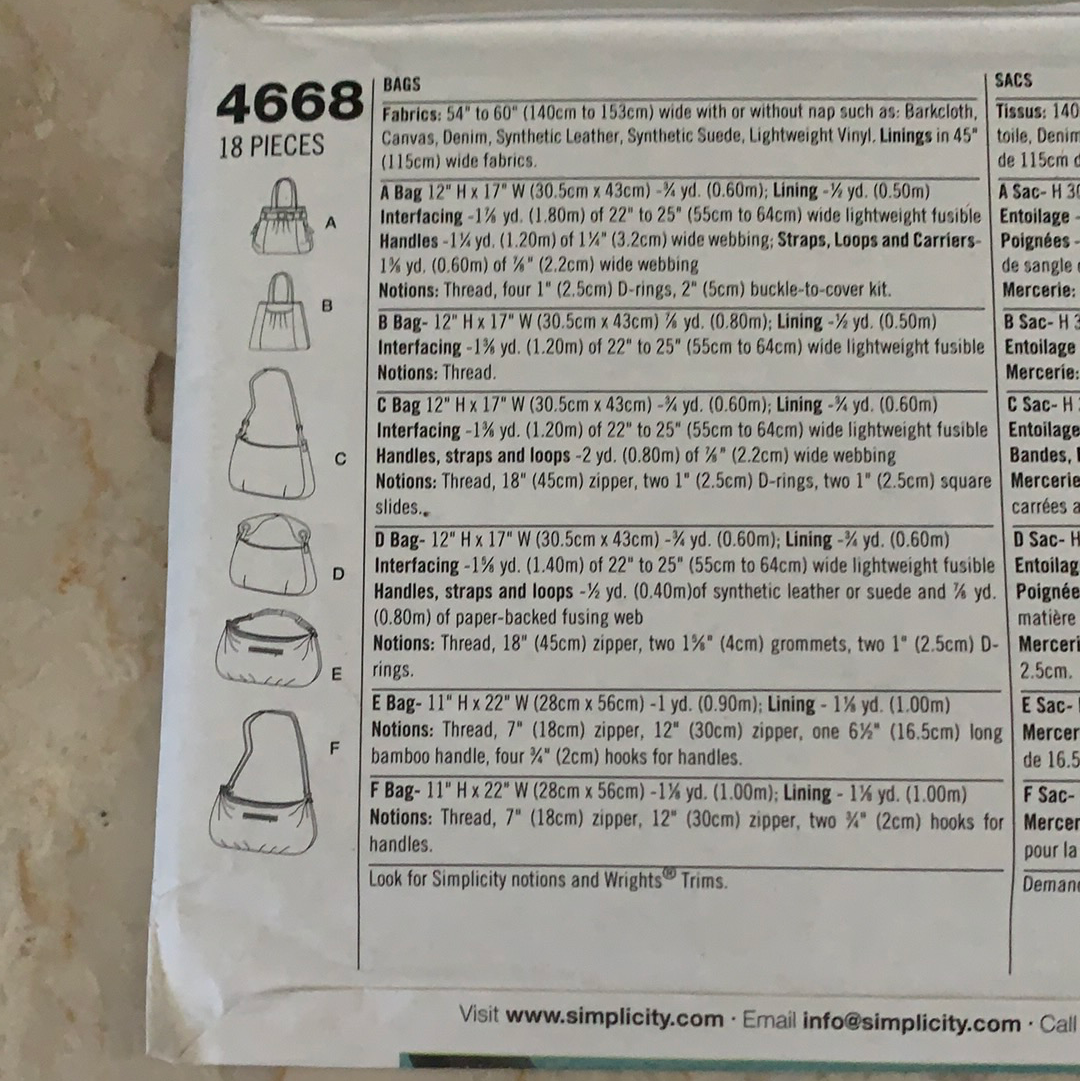 4668
18 PIECES
A
B
C
D
E
F
BAGS
Fabrics: 54" to 60" (140cm to 153cm) wide with or without nap such as: Barkcloth,
Canvas, Denim, Synthetic Leather, Synthetic Suede, Lightweight Vinyl. Linings in 45"
(115cm) wide fabrics.
A Bag 12" H x 17" W (30.5cm x 43cm) -¾ yd. (0.60m); Lining -½ yd. (0.50m)
Interfacing -1⅞ yd. (1.80m) of 22" to 25" (55cm to 64cm) wide lightweight fusible
Handles -1¼ yd. (1.20m) of 1¼" (3.2cm) wide webbing; Straps, Loops and Carriers-
1⅜ yd. (0.60m) of ⅞" (2.2cm) wide webbing
Notions: Thread, four 1" (2.5cm) D-rings, 2" (5cm) buckle-to-cover kit.
B Bag- 12" H x 17" W (30.5cm x 43cm) ⅞ yd. (0.80m); Lining -½ yd. (0.50m)
Interfacing -1⅜ yd. (1.20m) of 22" to 25" (55cm to 64cm) wide lightweight fusible
Notions: Thread.
C Bag 12" H x 17" W (30.5cm x 43cm) -¾ yd. (0.60m); Lining -¾ yd. (0.60m)
Interfacing -1⅜ yd. (1.20m) of 22" to 25" (55cm to 64cm) wide lightweight fusible
Handles, straps and loops -2 yd. (0.80m) of ⅞" (2.2cm) wide webbing
Notions: Thread, 18" (45cm) zipper, two 1" (2.5cm) D-rings, two 1" (2.5cm) square
slides.
D Bag- 12" H x 17" W (30.5cm x 43cm) -¾ yd. (0.60m); Lining -¾ yd. (0.60m)
Interfacing -1⅝ yd. (1.40m) of 22" to 25" (55cm to 64cm) wide lightweight fusible
Handles, straps and loops -½ yd. (0.40m)of synthetic leather or suede and ⅞ yd.
(0.80m) of paper-backed fusing web
Notions: Thread, 18" (45cm) zipper, two 1⅝" (4cm) grommets, two 1" (2.5cm) D-
rings.
E Bag- 11" H x 22" W (28cm x 56cm) -1 yd. (0.90m); Lining - 1⅛ yd. (1.00m)
Notions: Thread, 7" (18cm) zipper, 12" (30cm) zipper, one 6½" (16.5cm) long
bamboo handle, four ¾" (2cm) hooks for handles.
F Bag- 11" H x 22" W (28cm x 56cm) -1⅛ yd. (1.00m); Lining - 1⅛ yd. (1.00m)
Notions: Thread, 7" (18cm) zipper, 12" (30cm) zipper, two ¾" (2cm) hooks for
handles.
Look for Simplicity notions and Wrights® Trims.
SACS
Tissus: 140
toile, Denim
de 115cm d
A Sac- H 30
Entoilage -
Poignées -
de sangle
Mercerie:
B Sac- H 3
Entoilage
Mercerie:
C Sac- H
Entoilage
Bandes,
Mercerie
carrées a
D Sac- H
Entoilag
Poignée
matière
Merceri
2.5cm.
E Sac-
Mercer
de 16.5
F Sac-
Mercer
pour la
Demand
Visit www.simplicity.com · Email info@simplicity.com · Call